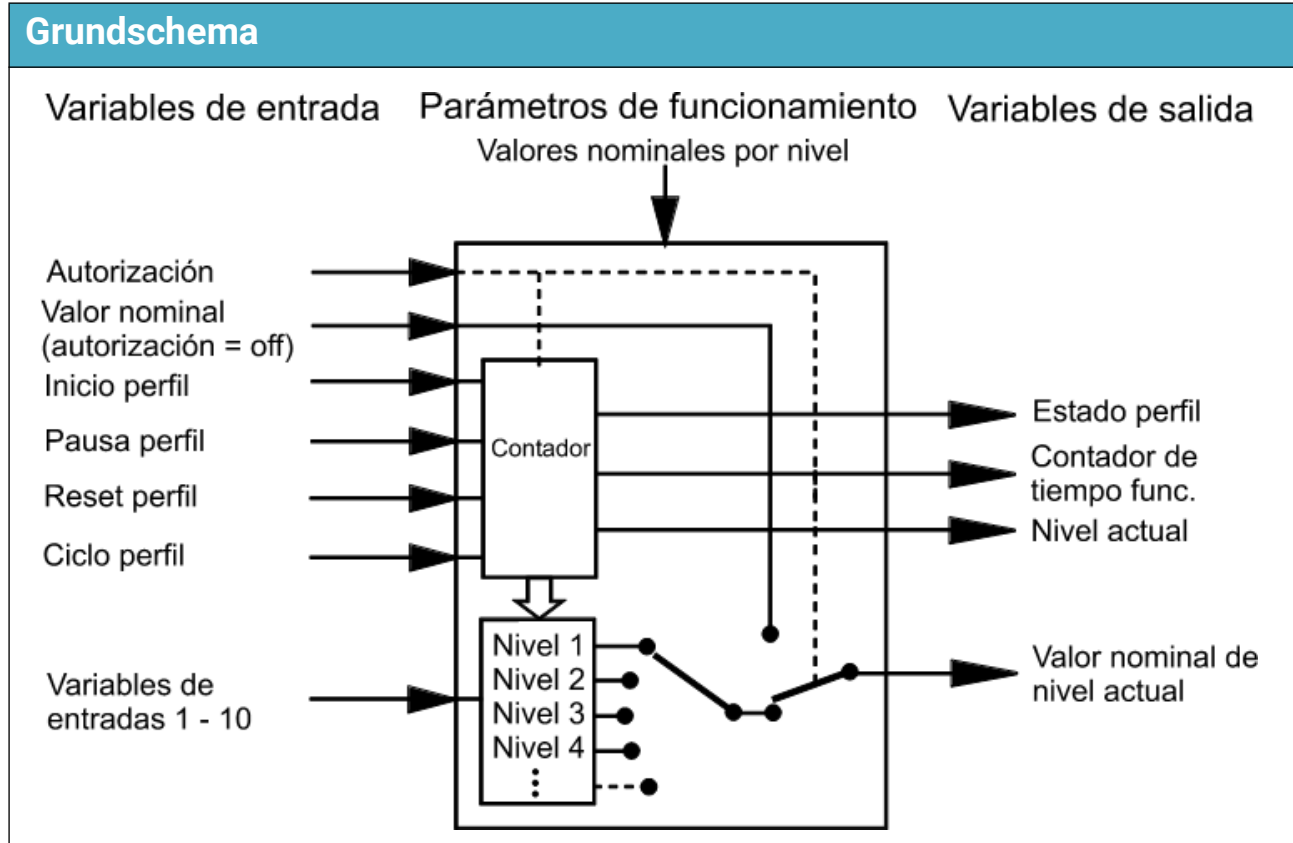 Grundschema
Variables de entrada
Parámetros de funcionamiento
Variables de salida
Valores nominales por nivel
Autorización
Valor nominal
(autorización = off)
Inicio perfil
Pausa perfil
Reset perfil
Ciclo perfil
Variables de
entradas 1 - 10
Contador
Nivel 1
Nivel 2
Nivel 3
Nivel 4
Estado perfil
Contador de
tiempo func.
Nivel actual
Valor nominal de
nivel actual